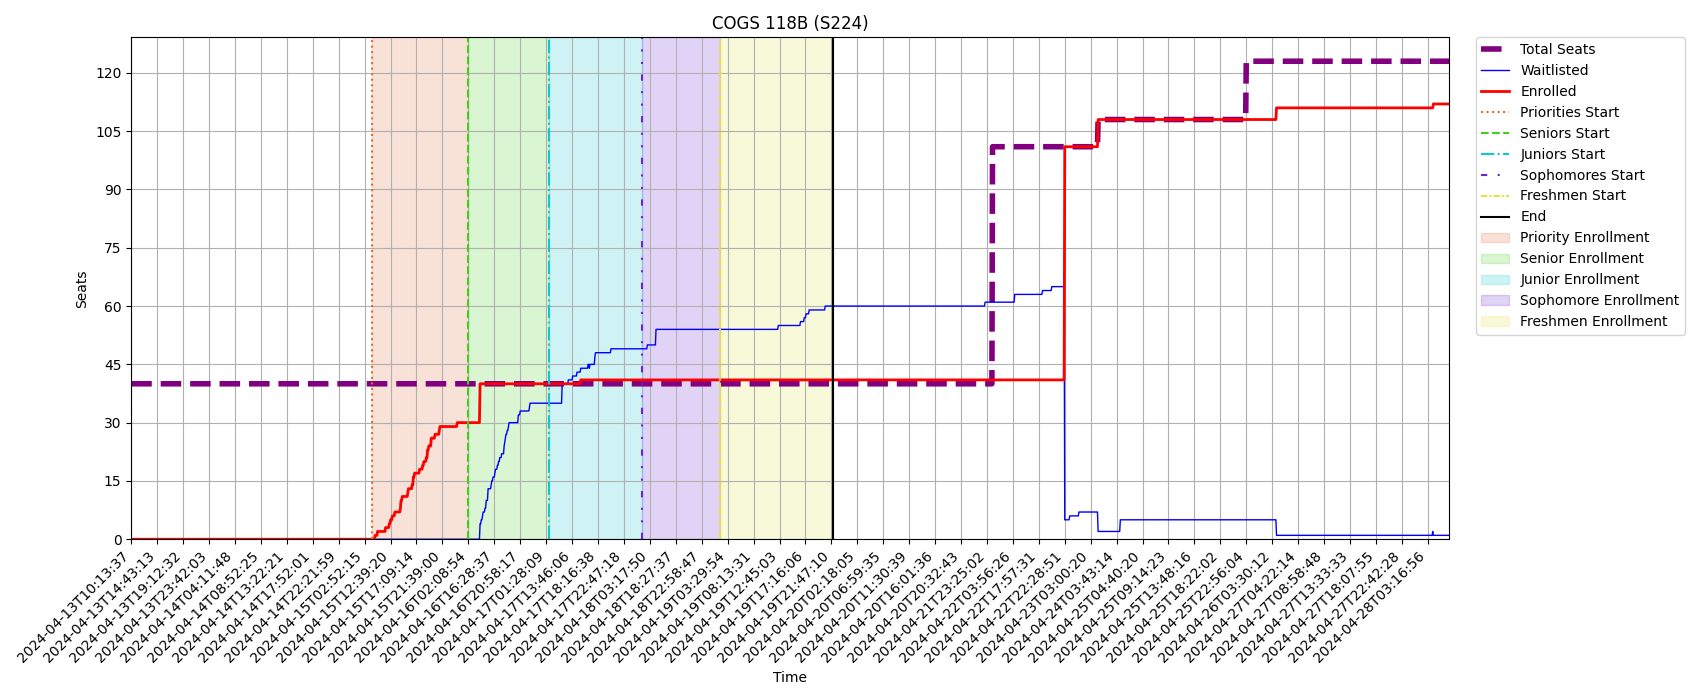 COGS 118B (S224)
Seats
120
105
90
75
60
45
30
15
0
2024-04-13T10:13:37
2024-04-13T14:43:13
2024-04-13T19:12:32
2024-04-13T23:42:03
2024-04-14T04:11:48
2024-04-14T08:52:25
2024-04-14T13:22:21
2024-04-14T17:52:01
2024-04-14T22:21:59
2024-04-15T02:52:15
2024-04-15T12:39:20
2024-04-15T17:09:14
2024-04-15T21:39:00
2024-04-16T02:08:54
2024-04-16T16:28:37
2024-04-16T20:58:17
2024-04-17T01:28:09
2024-04-17T13:46:06
2024-04-17T18:16:38
2024-04-17T22:47:18
2024-04-18T03:17:50
2024-04-18T18:27:37
2024-04-18T22:58:47
2024-04-19T03:29:54
2024-04-19T08:13:31
2024-04-19T12:45:03
2024-04-19T17:16:06
2024-04-19T21:47:10
2024-04-20T02:18:05
2024-04-20T06:59:35
2024-04-20T11:30:39
2024-04-20T16:01:36
2024-04-20T20:32:43
2024-04-21T23:25:02
2024-04-22T03:56:26
2024-04-22T17:57:31
2024-04-22T22:28:51
2024-04-23T03:00:20
2024-04-24T03:43:14
2024-04-25T04:40:20
2024-04-25T09:14:23
2024-04-25T13:48:16
2024-04-25T18:22:02
2024-04-25T22:56:04
2024-04-26T03:30:12
2024-04-27T04:22:14
2024-04-27T08:58:48
2024-04-27T13:33:33
2024-04-27T18:07:55
2024-04-27T22:42:28
2024-04-28T03:16:56
Time
Total Seats
Waitlisted
Enrolled
Priorities Start
Seniors Start
Juniors Start
Sophomores Start
Freshmen Start
End
Priority Enrollment
Senior Enrollment
Junior Enrollment
Sophomore Enrollment
Freshmen Enrollment